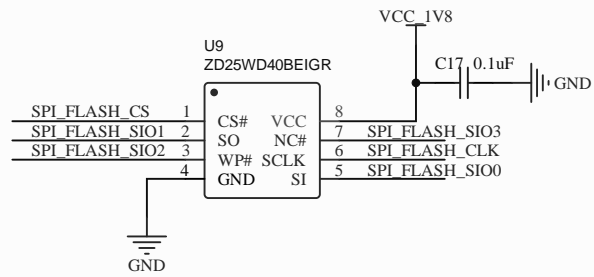 VCC_1V8
U9
ZD25WD40BEIGR
C17 0.1uF
GND
SPI_FLASH_CS 1 CS# VCC 8
SPI_FLASH_SIO1 2 SO NC# 7 SPI_FLASH_SIO3
SPI_FLASH_SIO2 3 WP# SCLK 6 SPI_FLASH_CLK
4 GND SI 5 SPI_FLASH_SIO0
GND